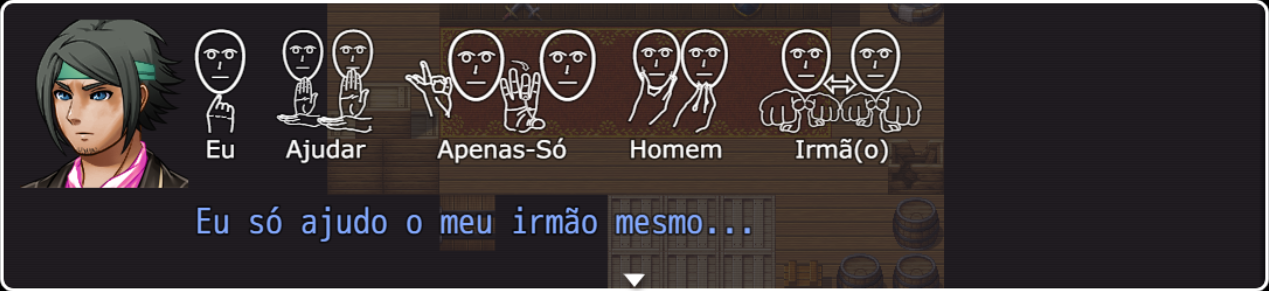 Eu Ajudar Apenas-Só Homem Irmã(o)
Eu só ajudo o meu irmão mesmo...